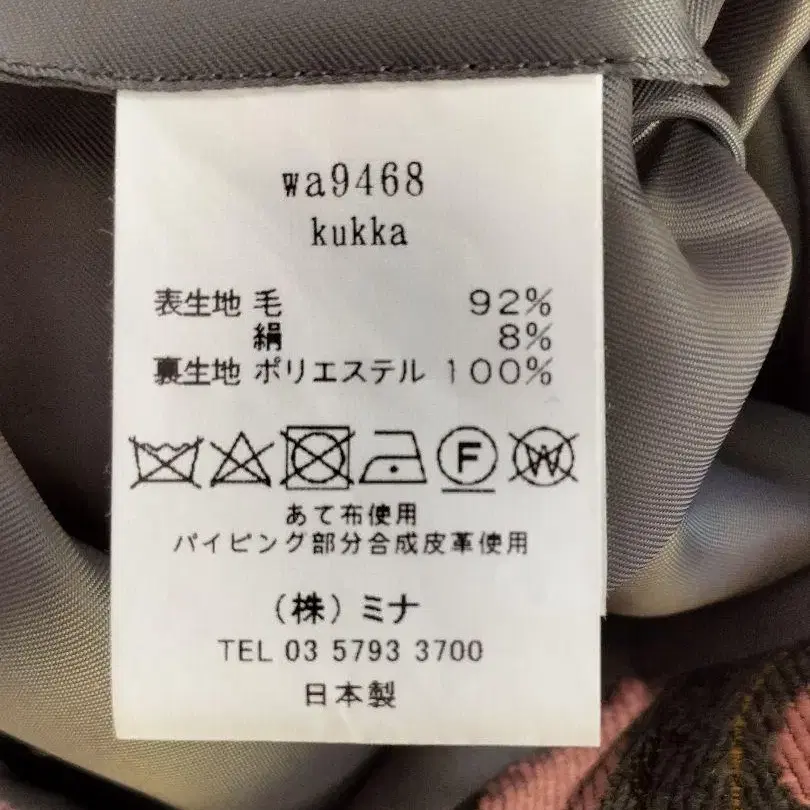 wa9468
kukka
表生地 毛 92%
絹 8%
裏生地 ポリエステル 100%
F W
あて布使用
パイピング部分合成皮革使用
(株) ミナ
TEL 03 5793 3700
日本製